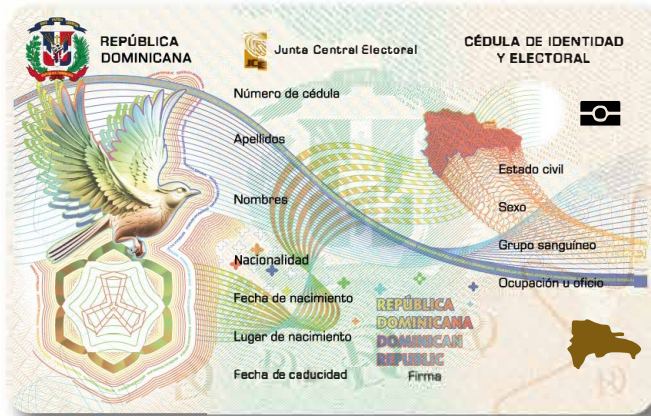 REPÚBLICA
DOMINICANA
Junta Central Electoral
CÉDULA DE IDENTIDAD
Y ELECTORAL
Número de cédula
Apellidos
Estado civil
Nombres
Sexo
Grupo sanguíneo
Nacionalidad
Ocupación u oficio
Fecha de nacimiento
REPÚBLICA
DOMINICANA
DOMINICAN
REPUBLIC
Lugar de nacimiento
Fecha de caducidad
Firma